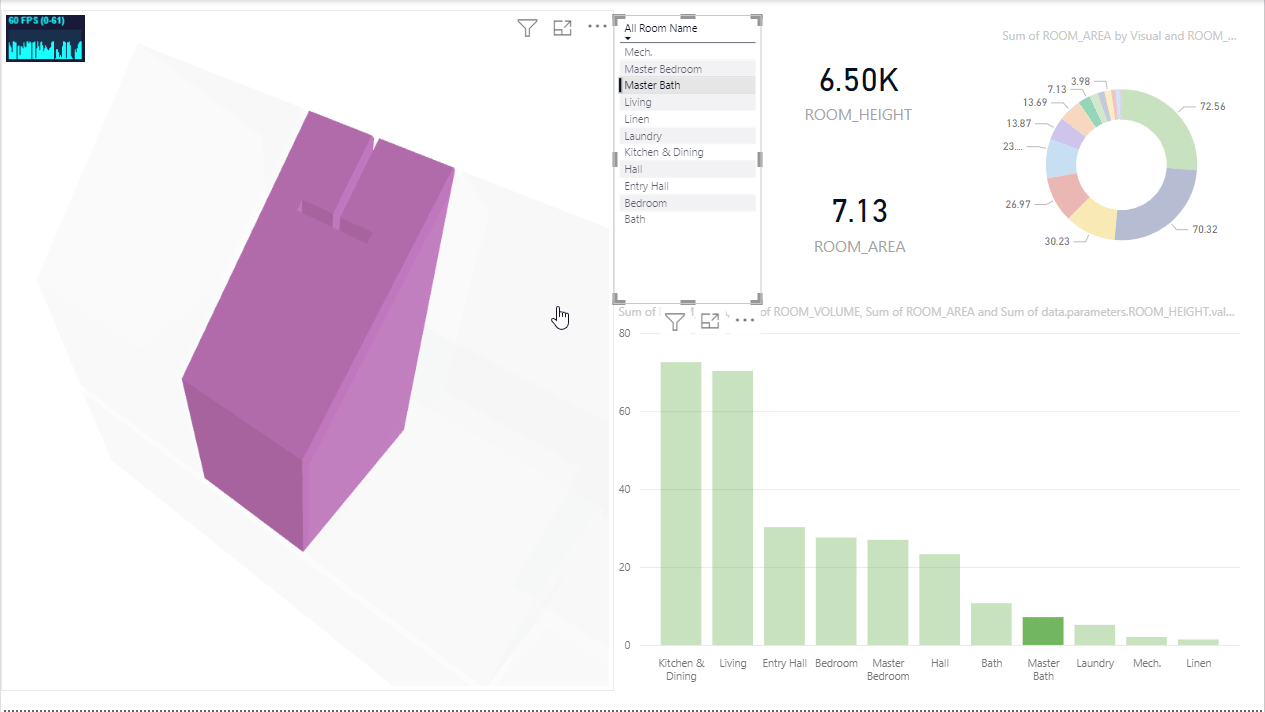 60 FPS (0-61)
All Room Name
Mech.
Master Bedroom
Master Bath
Living
Linen
Laundry
Kitchen & Dining
Hall
Entry Hall
Bedroom
Bath
6.50K
ROOM_HEIGHT
7.13
ROOM_AREA
Sum of ROOM_AREA by Visual and ROOM_...
3.98
7.13
13.69
13.87
23....
26.97
30.23
72.56
70.32
Sum of of ROOM_VOLUME, Sum of ROOM_AREA and Sum of data.parameters.ROOM_HEIGHT.val...
80
60
40
20
0
Kitchen &
Dining
Living
Entry Hall
Bedroom
Master
Bedroom
Hall
Bath
Master
Bath
Laundry
Mech.
Linen